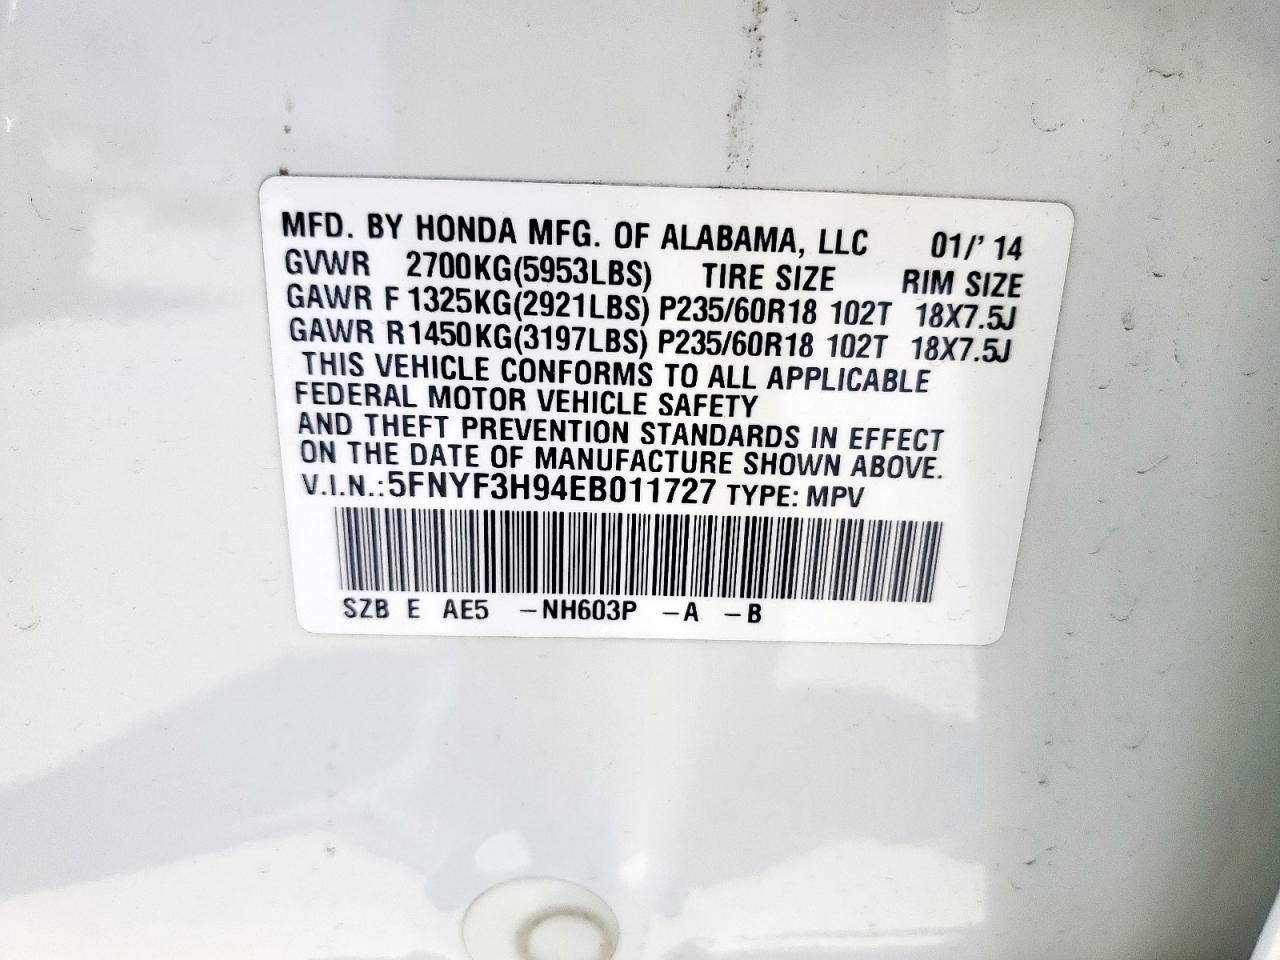 MFD. BY HONDA MFG. OF ALABAMA, LLC 01/' 14
GVWR 2700KG(5953LBS) TIRE SIZE RIM SIZE
GAWR F 1325KG(2921LBS) P235/60R18 102T 18X7.5J
GAWR R 1450KG(3197LBS) P235/60R18 102T 18X7.5J
THIS VEHICLE CONFORMS TO ALL APPLICABLE
FEDERAL MOTOR VEHICLE SAFETY
AND THEFT PREVENTION STANDARDS IN EFFECT
ON THE DATE OF MANUFACTURE SHOWN ABOVE.
V.I.N.: 5FNYF3H94EB011727 TYPE: MPV
SZB E AE5 –NH603P –A –B